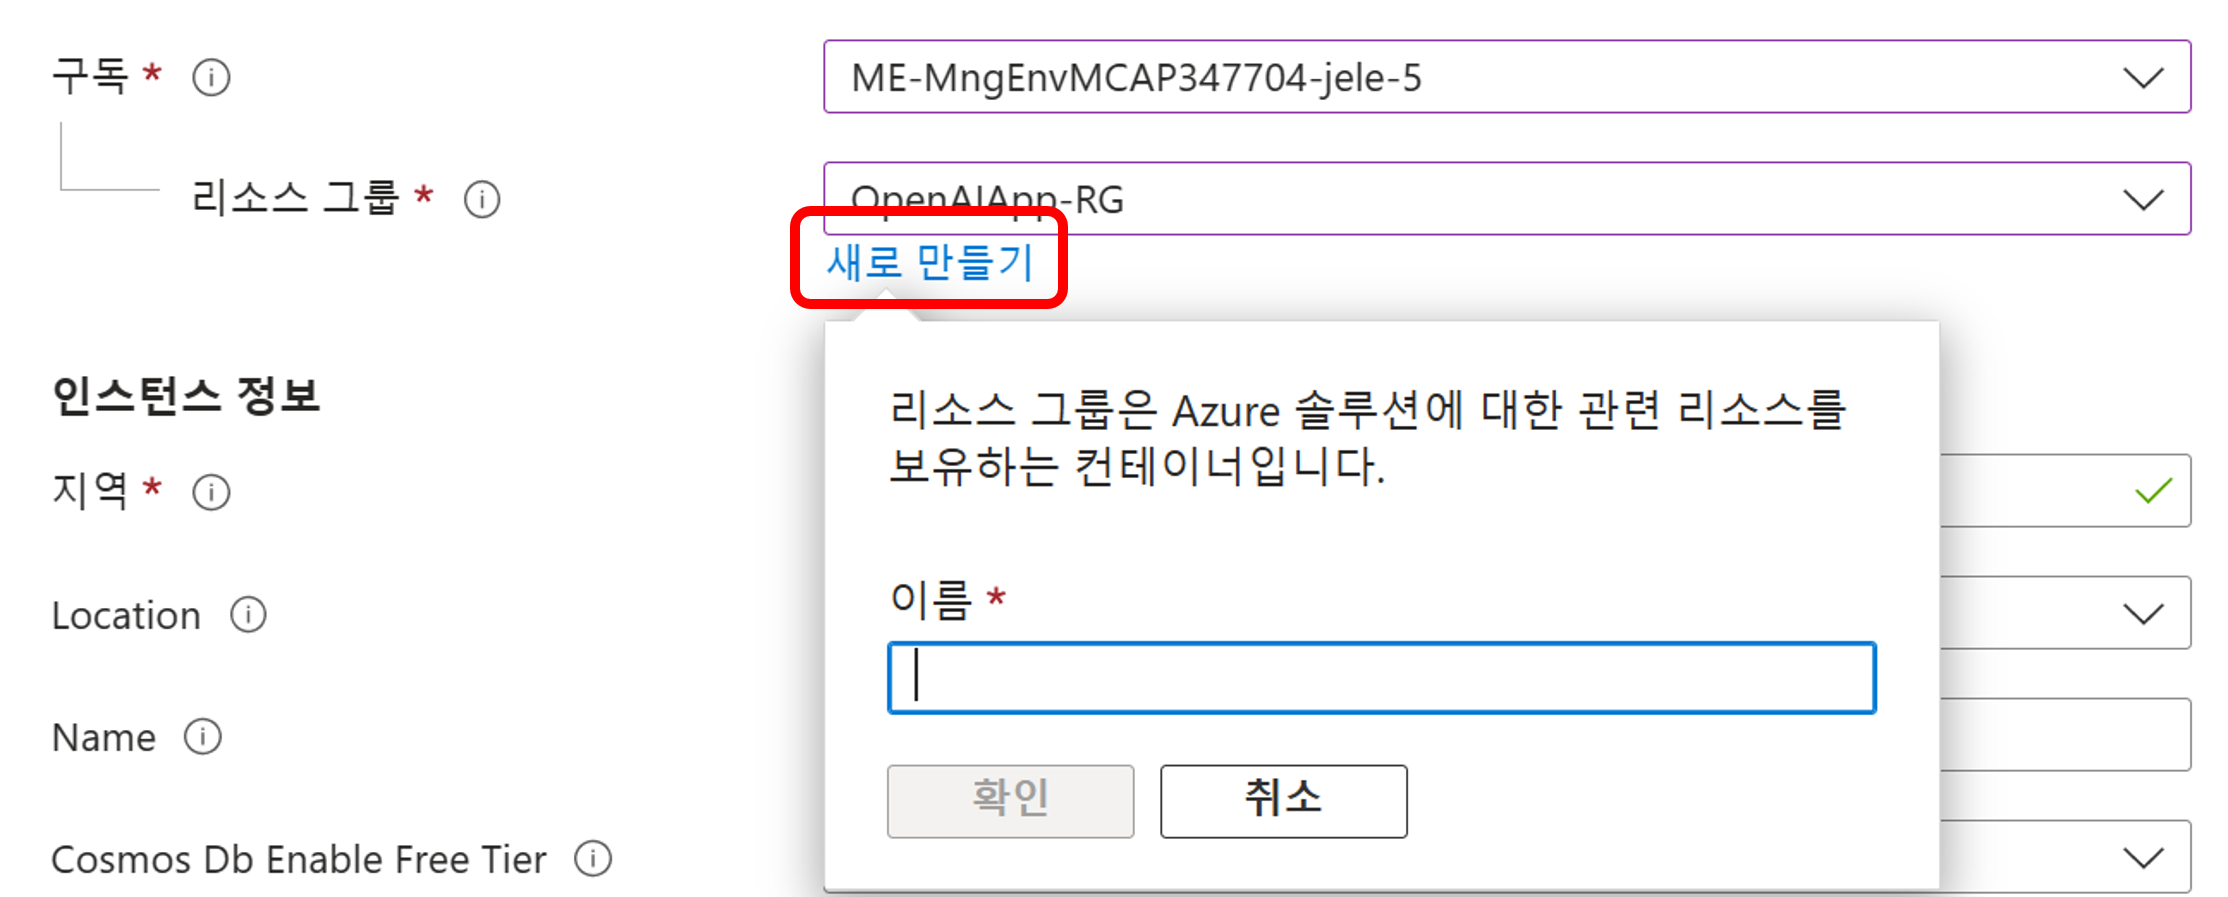 구독 *
ME-MngEnvMCAP347704-jele-5
리소스 그룹 *
OpenAIApp-RG
새로 만들기
리소스 그룹은 Azure 솔루션에 대한 관련 리소스를
보유하는 컨테이너입니다.
이름 *
확인 취소
인스턴스 정보
지역 *
Location
Name
Cosmos Db Enable Free Tier